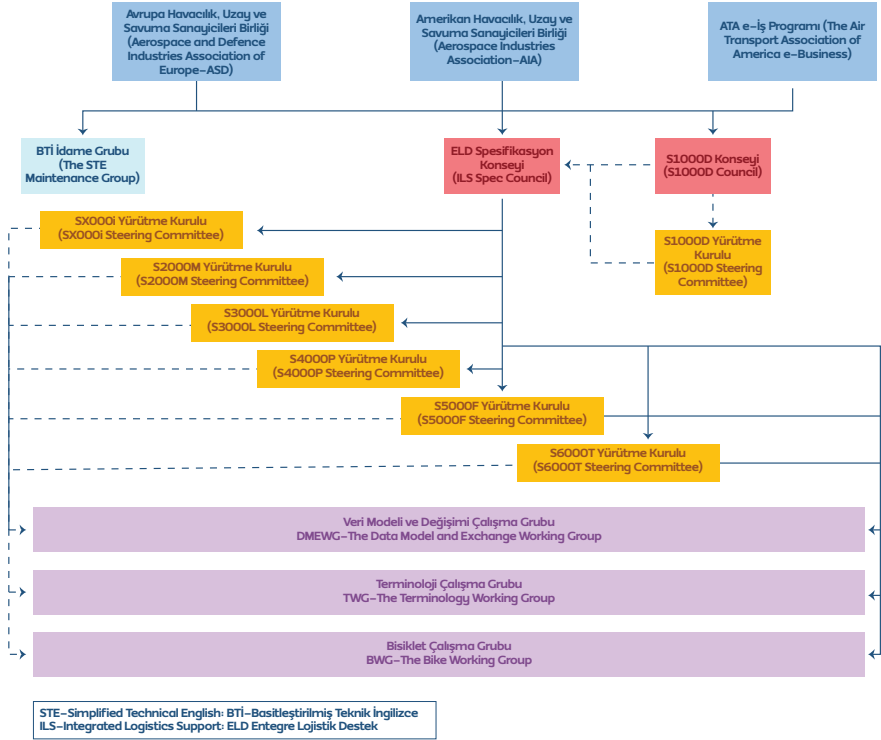 Avrupa Havacılık, Uzay ve
Savuma Sanayicileri Birliği
(Aerospace and Defence
Industries Association of
Europe-ASD)
Amerikan Havacılık, Uzay ve
Savuma Sanayicileri Birliği
(Aerospace Industries
Association-AIA)
ATA e-İş Programı (The Air
Transport Association of
America e-Business)
BTİ İdame Grubu
(The STE
Maintenance Group)
ELD Spesifikasyon
Konseyi
(ILS Spec Council)
S1000D Konseyi
(S1000D Council)
SX000i Yürütme Kurulu
(SX000i Steering Committee)
S1000D Yürütme
Kurulu
(S1000D Steering
Committee)
S2000M Yürütme Kurulu
(S2000M Steering Committee)
S3000L Yürütme Kurulu
(S3000L Steering Committee)
S4000P Yürütme Kurulu
(S4000P Steering Committee)
S5000F Yürütme Kurulu
(S5000F Steering Committee)
S6000T Yürütme Kurulu
(S6000T Steering Committee)
Veri Modeli ve Değişimi Çalışma Grubu
DMEWG-The Data Model and Exchange Working Group
Terminoloji Çalışma Grubu
TWG-The Terminology Working Group
Bisiklet Çalışma Grubu
BWG-The Bike Working Group
STE-Simplified Technical English: BTİ-Basitleştirilmiş Teknik İngilizce
ILS-Integrated Logistics Support: ELD Entegre Lojistik Destek